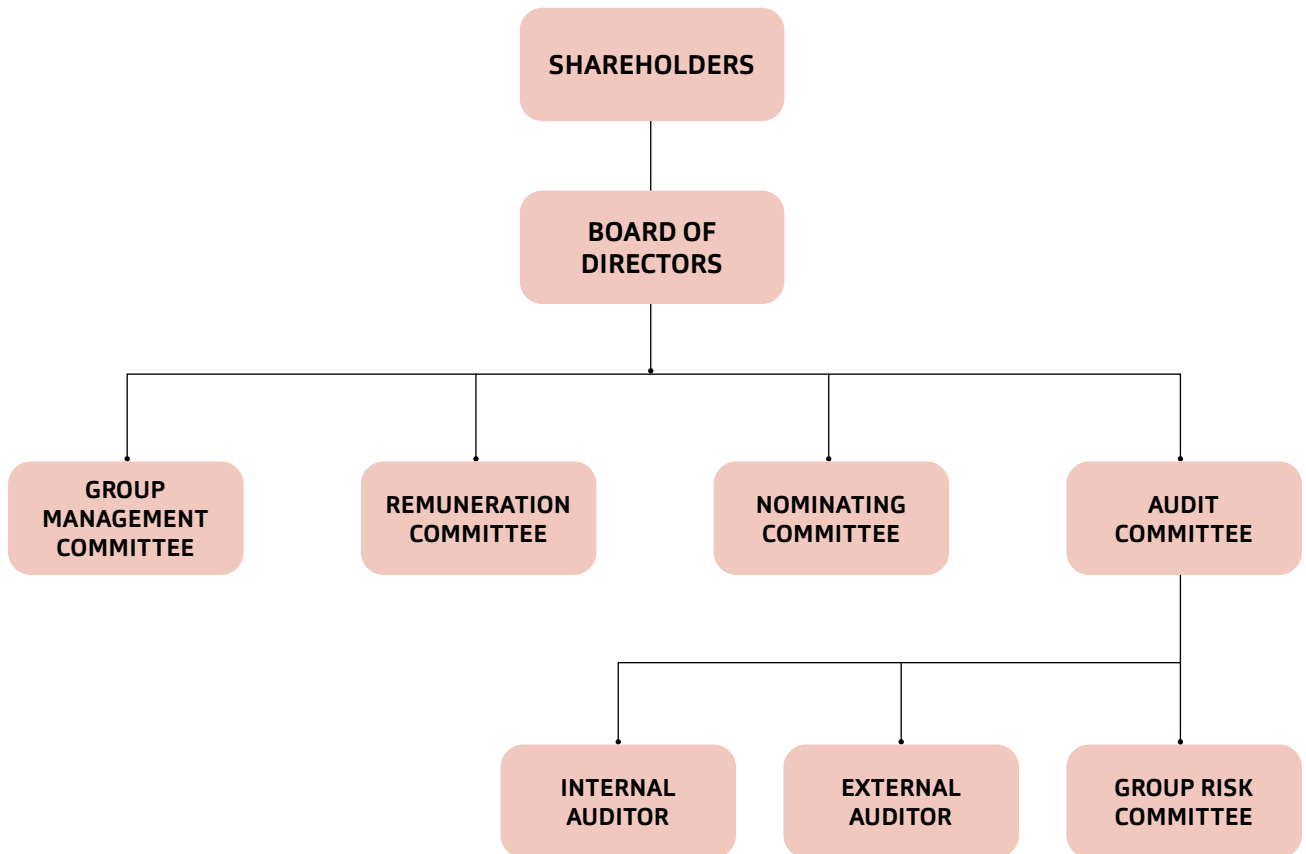 SHAREHOLDERS
BOARD OF
DIRECTORS
GROUP
MANAGEMENT
COMMITTEE
REMUNERATION
COMMITTEE
NOMINATING
COMMITTEE
AUDIT
COMMITTEE
INTERNAL
AUDITOR
EXTERNAL
AUDITOR
GROUP RISK
COMMITTEE